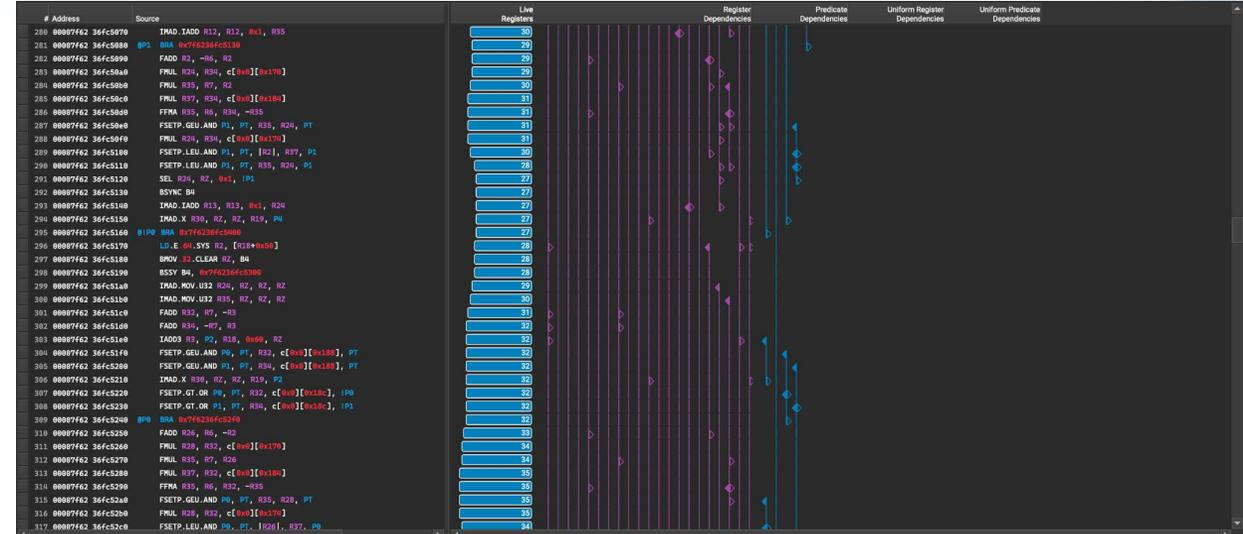 # Address Source Live Registers Register Dependencies Predicate Dependencies Uniform Register Dependencies Uniform Predicate Dependencies
280 00007f62 36fc5070 IMAD.IADD R12, R12, 0x1, R35 30
281 00007f62 36fc5080 @P1 BRA 0x7f6236fc5130 29
282 00007f62 36fc5090 FADD R2, -R6, R2 29
283 00007f62 36fc50a0 FMUL R24, R34, c[0x0][0x170] 29
284 00007f62 36fc50b0 FMUL R35, R7, R2 30
285 00007f62 36fc50c0 FMUL R37, R34, c[0x0][0x184] 31
286 00007f62 36fc50d0 FFMA R35, R6, R34, -R35 31
287 00007f62 36fc50e0 FSETP.GEU.AND P1, PT, R35, R24, PT 31
288 00007f62 36fc50f0 FMUL R24, R34, c[0x0][0x174] 31
289 00007f62 36fc5100 FSETP.LEU.AND P1, PT, |R2|, R37, P1 30
290 00007f62 36fc5110 FSETP.LEU.AND P1, PT, R35, R24, P1 28
291 00007f62 36fc5120 SEL R24, RZ, 0x1, !P1 27
292 00007f62 36fc5130 BSYNC B4 27
293 00007f62 36fc5140 IMAD.IADD R13, R13, 0x1, R24 27
294 00007f62 36fc5150 IMAD.X R30, RZ, RZ, R19, P4 27
295 00007f62 36fc5160 @!P0 BRA 0x7f6236fc5400 27
296 00007f62 36fc5170 LD.E.64.SYS R2, [R18+0x50] 28
297 00007f62 36fc5180 BMOV.32.CLEAR RZ, B4 28
298 00007f62 36fc5190 BSSY B4, 0x7f6236fc5300 28
299 00007f62 36fc51a0 IMAD.MOV.U32 R24, RZ, RZ, RZ 29
300 00007f62 36fc51b0 IMAD.MOV.U32 R35, RZ, RZ, RZ 30
301 00007f62 36fc51c0 FADD R32, R7, -R3 31
302 00007f62 36fc51d0 FADD R34, -R7, R3 32
303 00007f62 36fc51e0 IADD3 R3, P2, R18, 0x60, RZ 32
304 00007f62 36fc51f0 FSETP.GEU.AND P0, PT, R32, c[0x0][0x188], PT 32
305 00007f62 36fc5200 FSETP.GEU.AND P1, PT, R34, c[0x0][0x188], PT 32
306 00007f62 36fc5210 IMAD.X R30, RZ, RZ, R19, P2 32
307 00007f62 36fc5220 FSETP.GT.OR P0, PT, R32, c[0x0][0x18c], !P0 32
308 00007f62 36fc5230 FSETP.GT.OR P1, PT, R34, c[0x0][0x18c], !P1 32
309 00007f62 36fc5240 @P0 BRA 0x7f6236fc52f0 32
310 00007f62 36fc5250 FADD R26, R6, -R2 33
311 00007f62 36fc5260 FMUL R28, R32, c[0x0][0x170] 34
312 00007f62 36fc5270 FMUL R35, R7, R26 34
313 00007f62 36fc5280 FMUL R37, R32, c[0x0][0x184] 35
314 00007f62 36fc5290 FFMA R35, R6, R32, -R35 35
315 00007f62 36fc52a0 FSETP.GEU.AND P0, PT, R35, R28, PT 35
316 00007f62 36fc52b0 FMUL R28, R32, c[0x0][0x174] 35
317 00007f62 36fc52c0 FSETP.LEU.AND P0, PT, |R26|, R37, P0 34